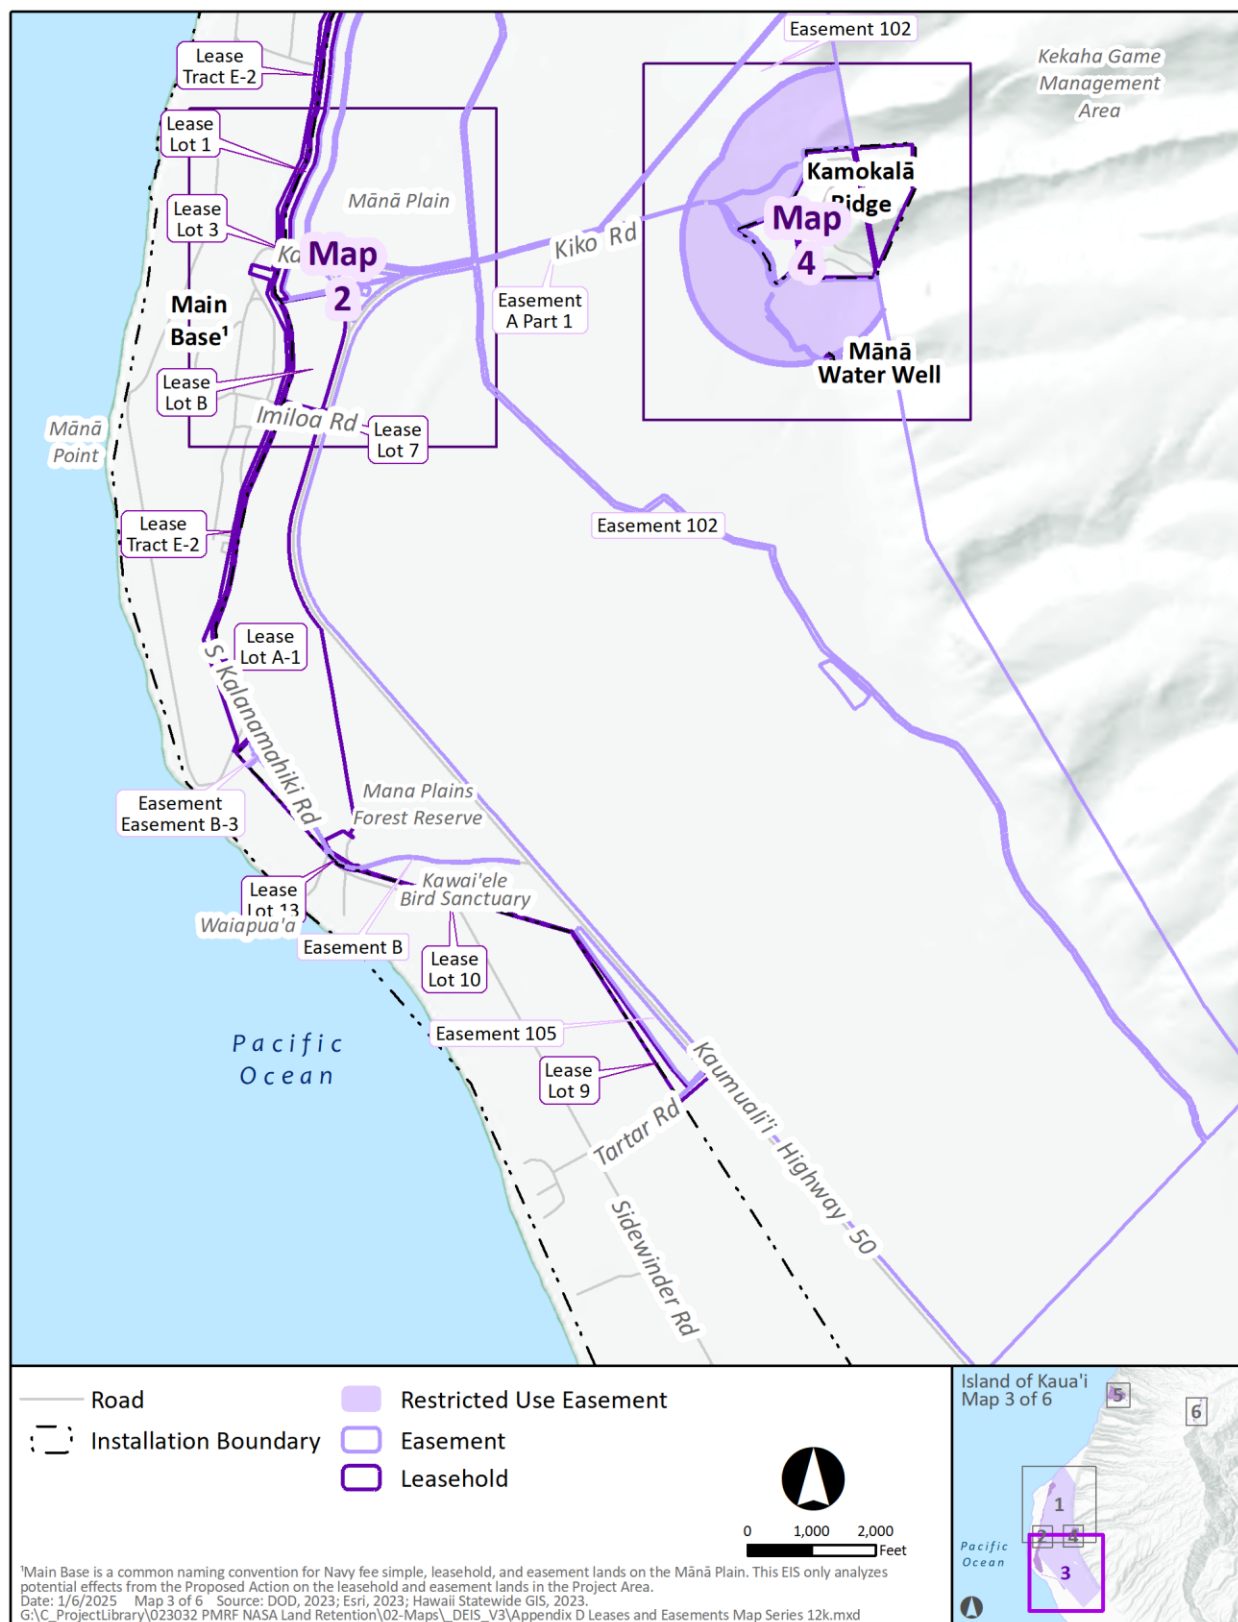 Easement 102
Kekaha Game
Management
Area
Lease
Tract E-2
Lease
Lot 1
Kamokalā
Ridge
Mānā Plain
Lease
Lot 3
Map
4
Kiko Rd
Map
2
Easement
A Part 1
Main
Base¹
Mānā
Water Well
Lease
Lot B
Imiloa Rd
Lease
Lot 7
Mānā
Point
Lease
Tract E-2
Easement 102
Lease
Lot A-1
S Kalanamahiki Rd
Mana Plains
Forest Reserve
Easement
Easement B-3
Kawai'ele
Bird Sanctuary
Lease
Lot 13
Waiapua'a
Easement B
Lease
Lot 10
Easement 105
Pacific
Ocean
Lease
Lot 9
Kaumuali'i Highway 50
Tartar Rd
Sidewinder Rd
Road
Installation Boundary
Restricted Use Easement
Easement
Leasehold
0 1,000 2,000
Feet
Island of Kaua'i
Map 3 of 6
5
6
1
2
4
3
Pacific
Ocean
¹Main Base is a common naming convention for Navy fee simple, leasehold, and easement lands on the Mānā Plain. This EIS only analyzes
potential effects from the Proposed Action on the leasehold and easement lands in the Project Area.
Date: 1/6/2025 Map 3 of 6 Source: DOD, 2023; Esri, 2023; Hawaii Statewide GIS, 2023.
G:\C_ProjectLibrary\023032 PMRF NASA Land Retention\02-Maps\_DEIS_V3\Appendix D Leases and Easements Map Series 12k.mxd